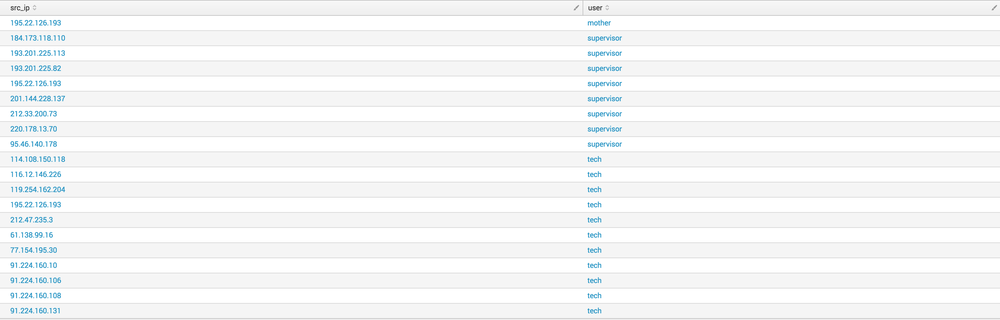 src_ip user
195.22.126.193 mother
184.173.118.110 supervisor
193.201.225.113 supervisor
193.201.225.82 supervisor
195.22.126.193 supervisor
201.144.228.137 supervisor
212.33.200.73 supervisor
220.178.13.70 supervisor
95.46.140.178 supervisor
114.108.150.118 tech
116.12.146.226 tech
119.254.162.204 tech
195.22.126.193 tech
212.47.235.3 tech
61.138.99.16 tech
77.154.195.30 tech
91.224.160.10 tech
91.224.160.106 tech
91.224.160.108 tech
91.224.160.131 tech